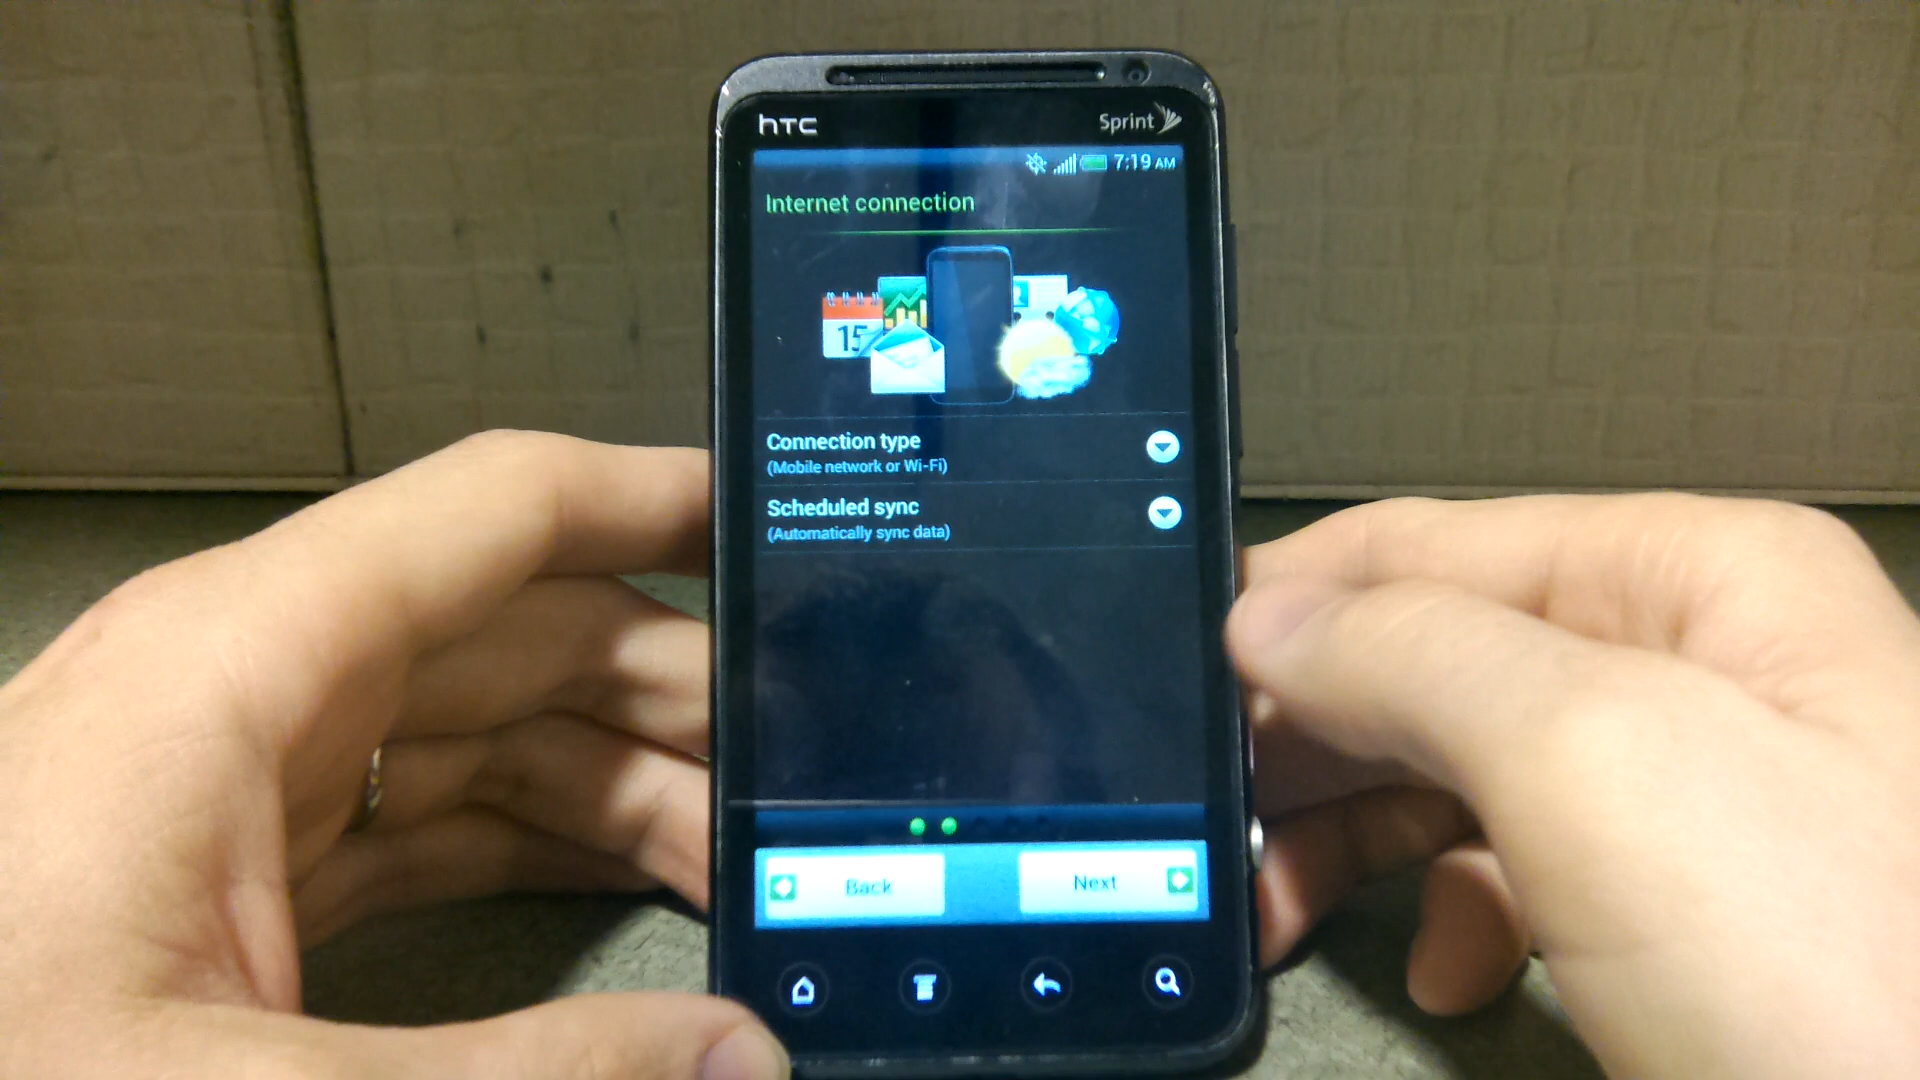 hTC
Sprint
7:19 AM
Internet connection
15
Connection type
(Mobile network or Wi-Fi)
Scheduled sync
(Automatically sync data)
Back
Next